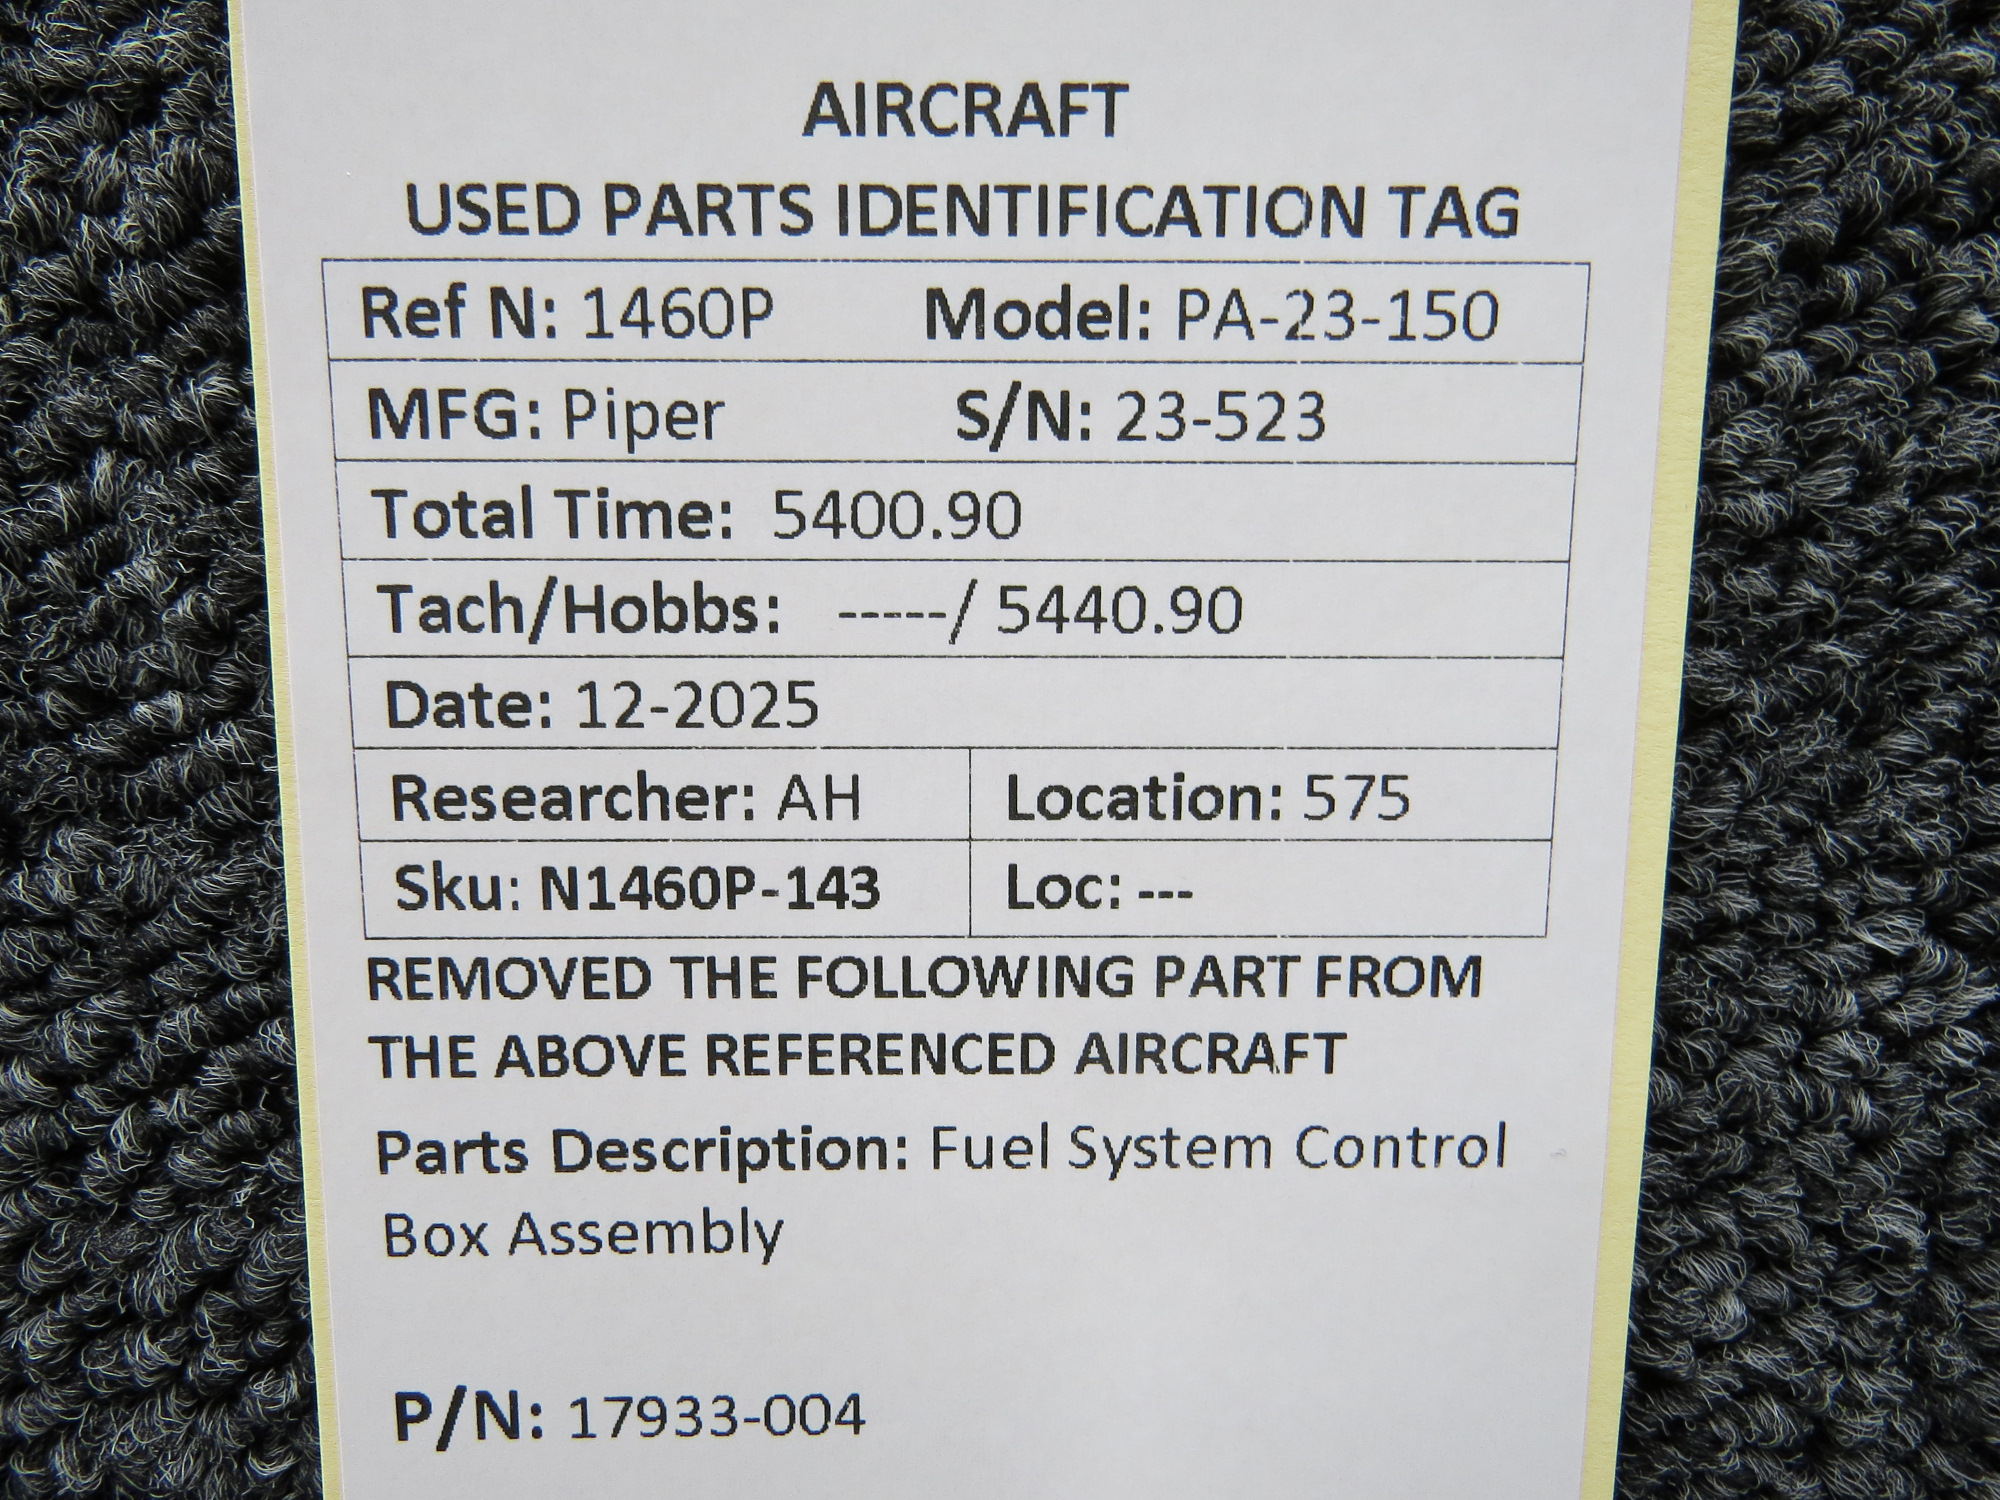 AIRCRAFT
USED PARTS IDENTIFICATION TAG
Ref N: 1460P Model: PA-23-150
MFG: Piper S/N: 23-523
Total Time: 5400.90
Tach/Hobbs: -----/ 5440.90
Date: 12-2025
Researcher: AH Location: 575
Sku: N1460P-143 Loc: ---
REMOVED THE FOLLOWING PART FROM
THE ABOVE REFERENCED AIRCRAFT
Parts Description: Fuel System Control
Box Assembly
P/N: 17933-004